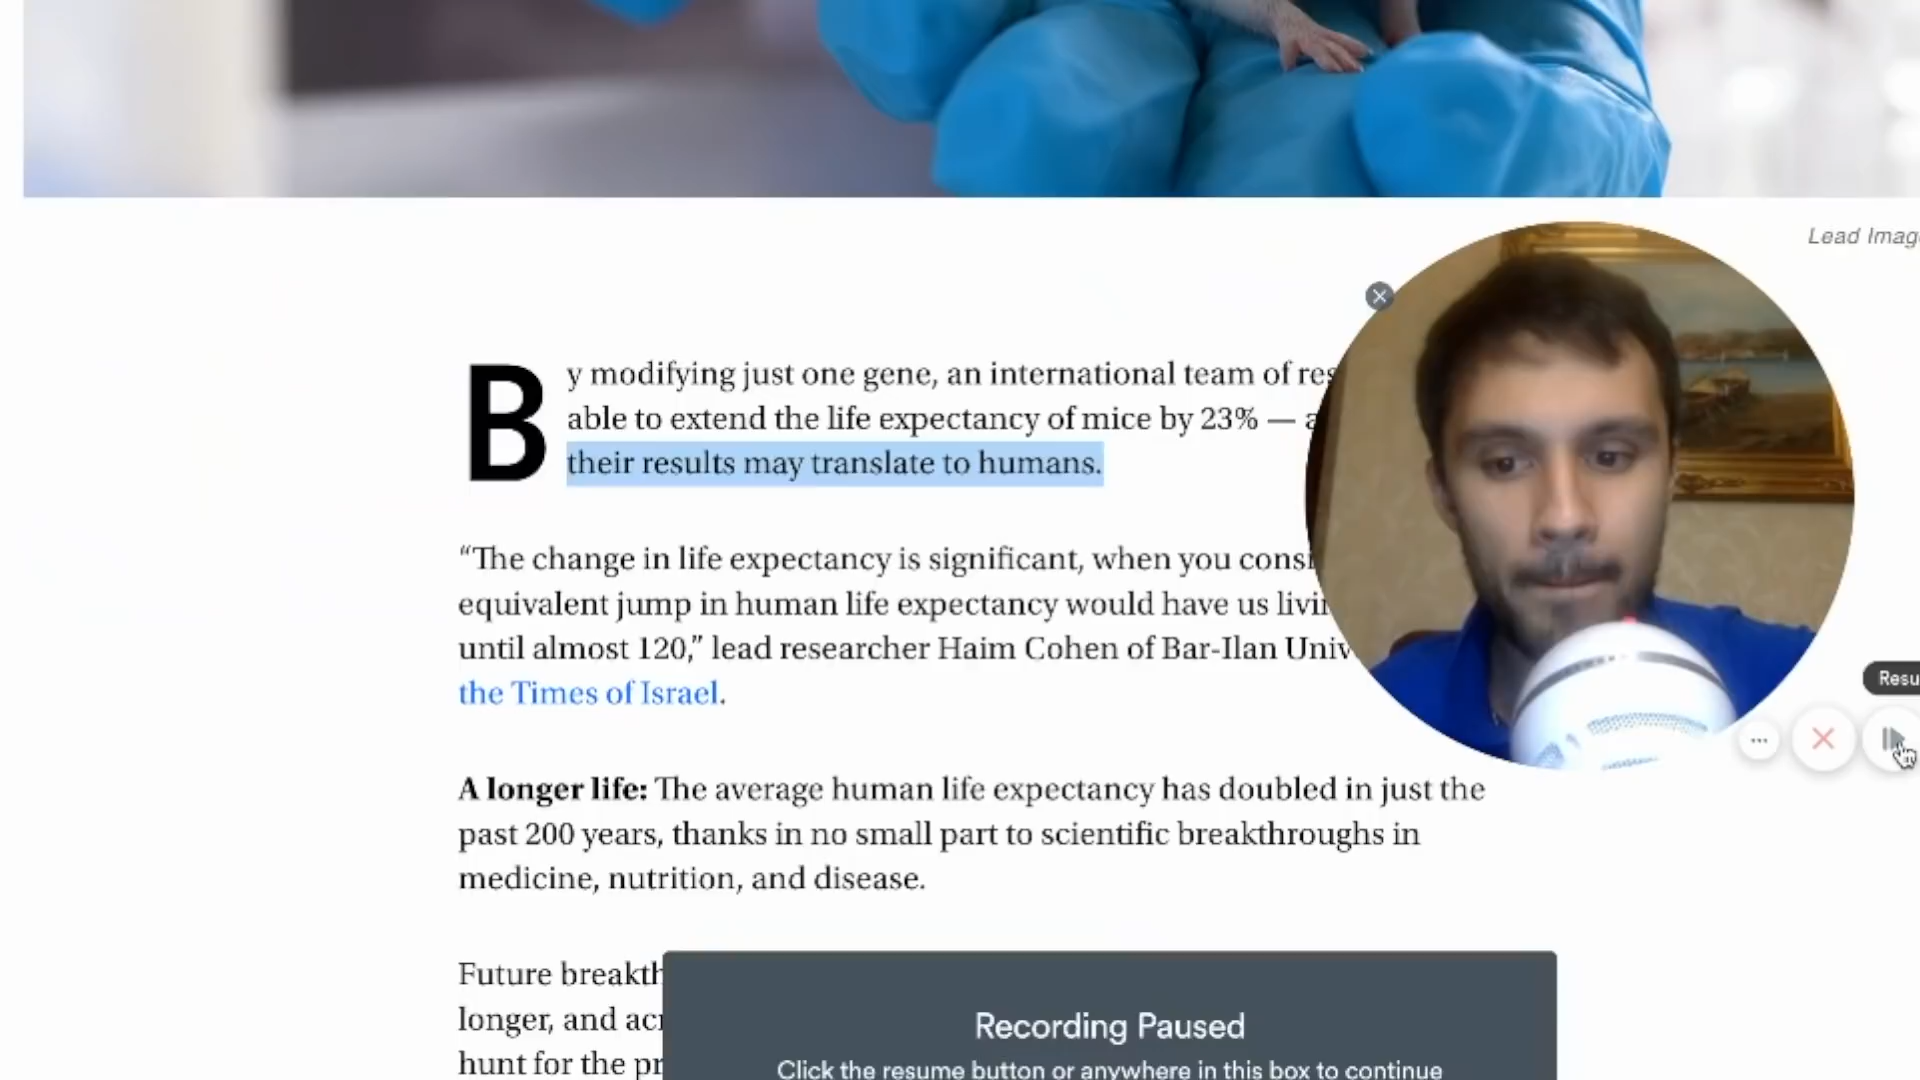 Lead Imag
By modifying just one gene, an international team of res
able to extend the life expectancy of mice by 23% — a
their results may translate to humans.
“The change in life expectancy is significant, when you consi
equivalent jump in human life expectancy would have us livin
until almost 120,” lead researcher Haim Cohen of Bar-Ilan Univ
the Times of Israel.
Resu
A longer life: The average human life expectancy has doubled in just the
past 200 years, thanks in no small part to scientific breakthroughs in
medicine, nutrition, and disease.
Future breakth
longer, and acr
hunt for the pr
Recording Paused
Click the resume button or anywhere in this box to continue